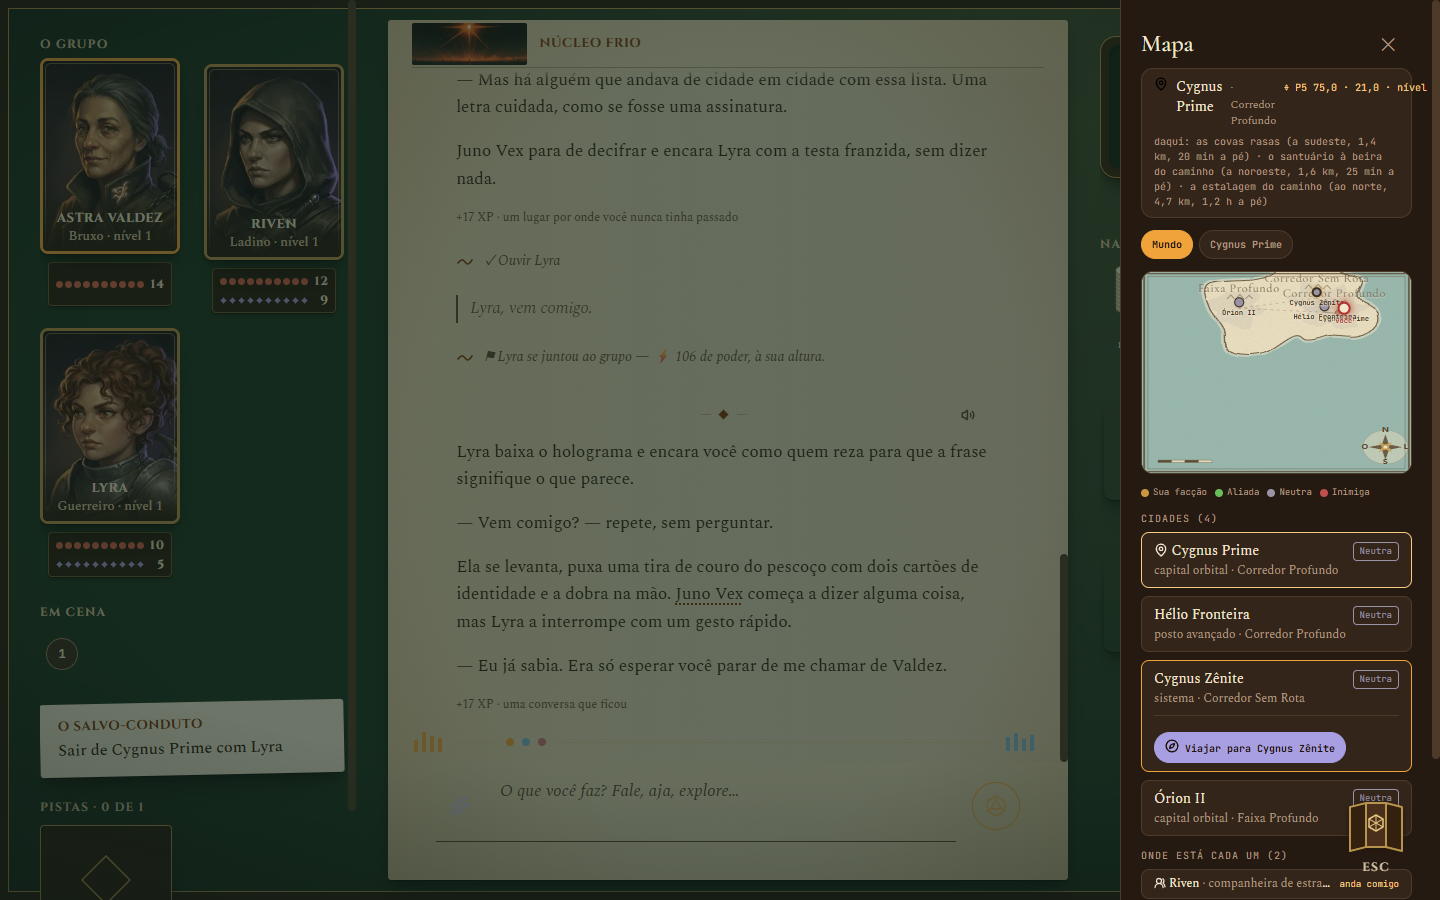 O GRUPO
ASTRA VALDEZ
Bruxo · nível 1
14
RIVEN
Ladino · nível 1
12
9
LYRA
Guerreiro · nível 1
10
5
EM CENA
1
O SALVO-CONDUTO
Sair de Cygnus Prime com Lyra
PISTAS · 0 DE 1
NÚCLEO FRIO
— Mas há alguém que andava de cidade em cidade com essa lista. Uma
letra cuidada, como se fosse uma assinatura.
Juno Vex para de decifrar e encara Lyra com a testa franzida, sem dizer
nada.
+17 XP · um lugar por onde você nunca tinha passado
✓Ouvir Lyra
Lyra, vem comigo.
Lyra se juntou ao grupo — 106 de poder, à sua altura.
Lyra baixa o holograma e encara você como quem reza para que a frase
signifique o que parece.
— Vem comigo? — repete, sem perguntar.
Ela se levanta, puxa uma tira de couro do pescoço com dois cartões de
identidade e a dobra na mão. Juno Vex começa a dizer alguma coisa,
mas Lyra a interrompe com um gesto rápido.
— Eu já sabia. Era só esperar você parar de me chamar de Valdez.
+17 XP · uma conversa que ficou
O que você faz? Fale, aja, explore...
NA
Mapa
Cygnus Prime · Corredor Profundo
P5 75,0 · 21,0 · nível
daqui: as covas rasas (a sudeste, 1,4
km, 20 min a pé) · o santuário à beira
do caminho (a noroeste, 1,6 km, 25 min a
pé) · a estalagem do caminho (ao norte,
4,7 km, 1,2 h a pé)
Mundo
Cygnus Prime
Corredor Sem Rota
Faixa Profundo
Corredor Profundo
Cygnus Zênite
Órion II
Hélio Fronteira
N
O
L
S
Sua facção
Aliada
Neutra
Inimiga
CIDADES (4)
Cygnus Prime
Neutra
capital orbital · Corredor Profundo
Hélio Fronteira
Neutra
posto avançado · Corredor Profundo
Cygnus Zênite
Neutra
sistema · Corredor Sem Rota
Viajar para Cygnus Zênite
Órion II
Neutra
capital orbital · Faixa Profundo
ESC
ONDE ESTÁ CADA UM (2)
Riven · companheira de estra… anda comigo